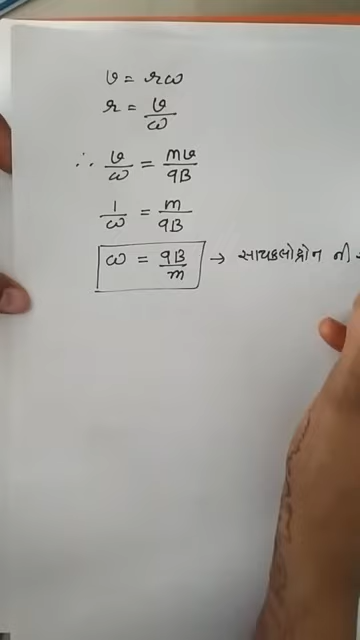 v = rω
r = v/ω
∴ v/ω = mv/qB
1/ω = m/qB
ω = qB/m → સાયક્લોટ્રોન ની